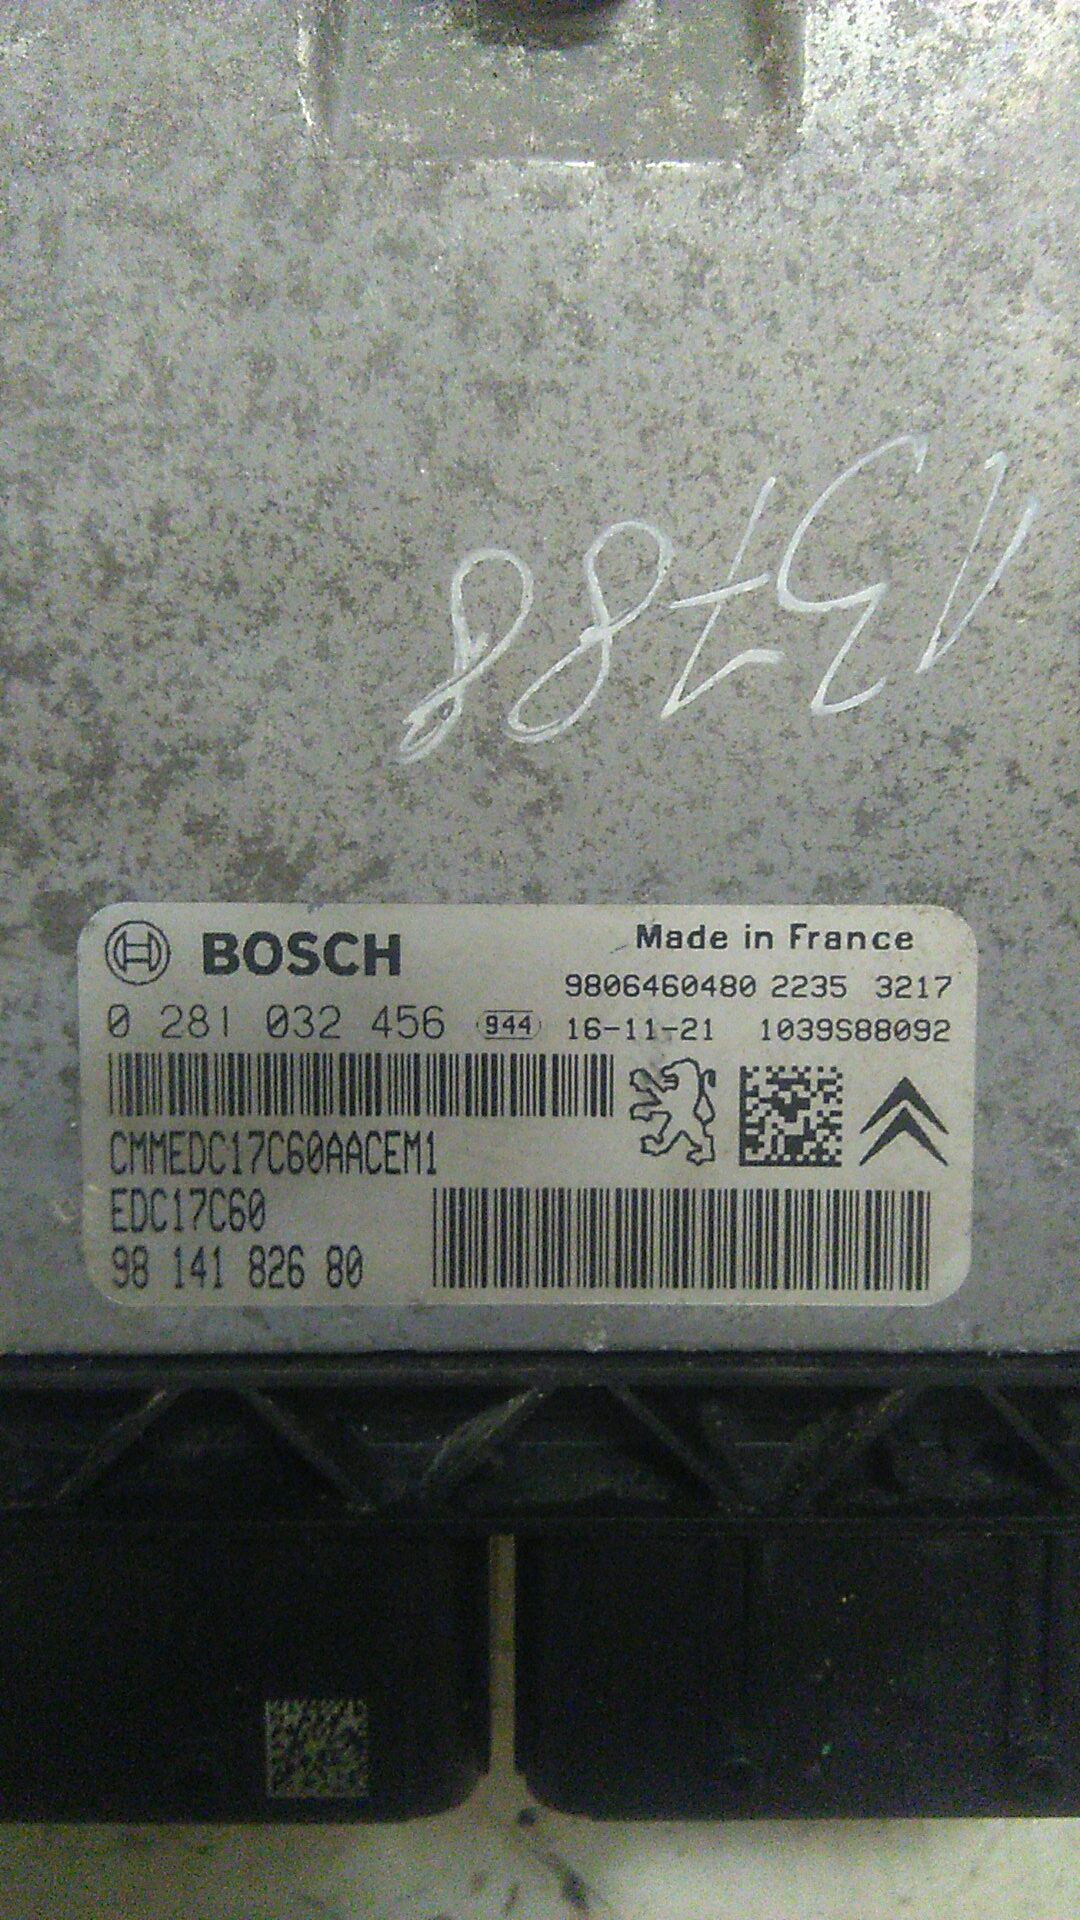 13788
BOSCH
Made in France
9806460480 2235 3217
0 281 032 456 944 16-11-21 1039S88092
CMMEDC17C60AACEM1
EDC17C60
98 141 826 80